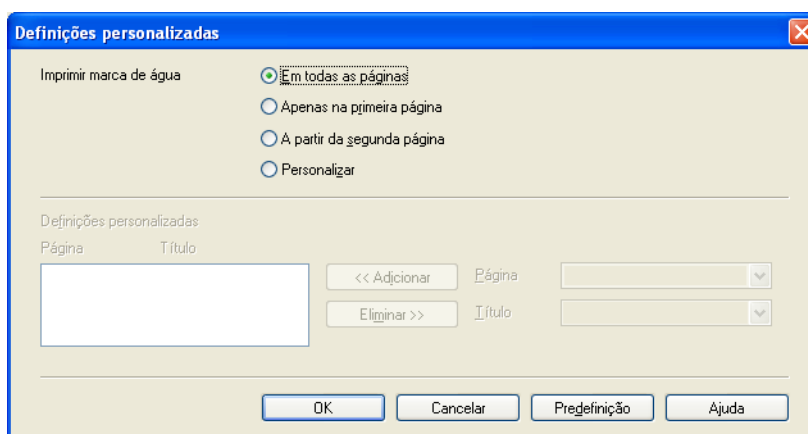 Definições personalizadas
Imprimir marca de água
Em todas as páginas
Apenas na primeira página
A partir da segunda página
Personalizar
Definições personalizadas
Página Título
<< Adicionar Página
Eliminar >> Título
OK Cancelar Predefinição Ajuda